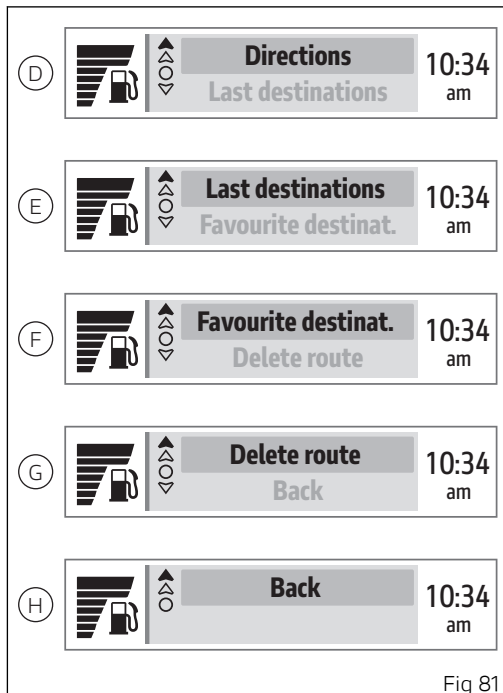 D
Directions
Last destinations
10:34
am
E
Last destinations
Favourite destinat.
10:34
am
F
Favourite destinat.
Delete route
10:34
am
G
Delete route
Back
10:34
am
H
Back
10:34
am
Fig 81